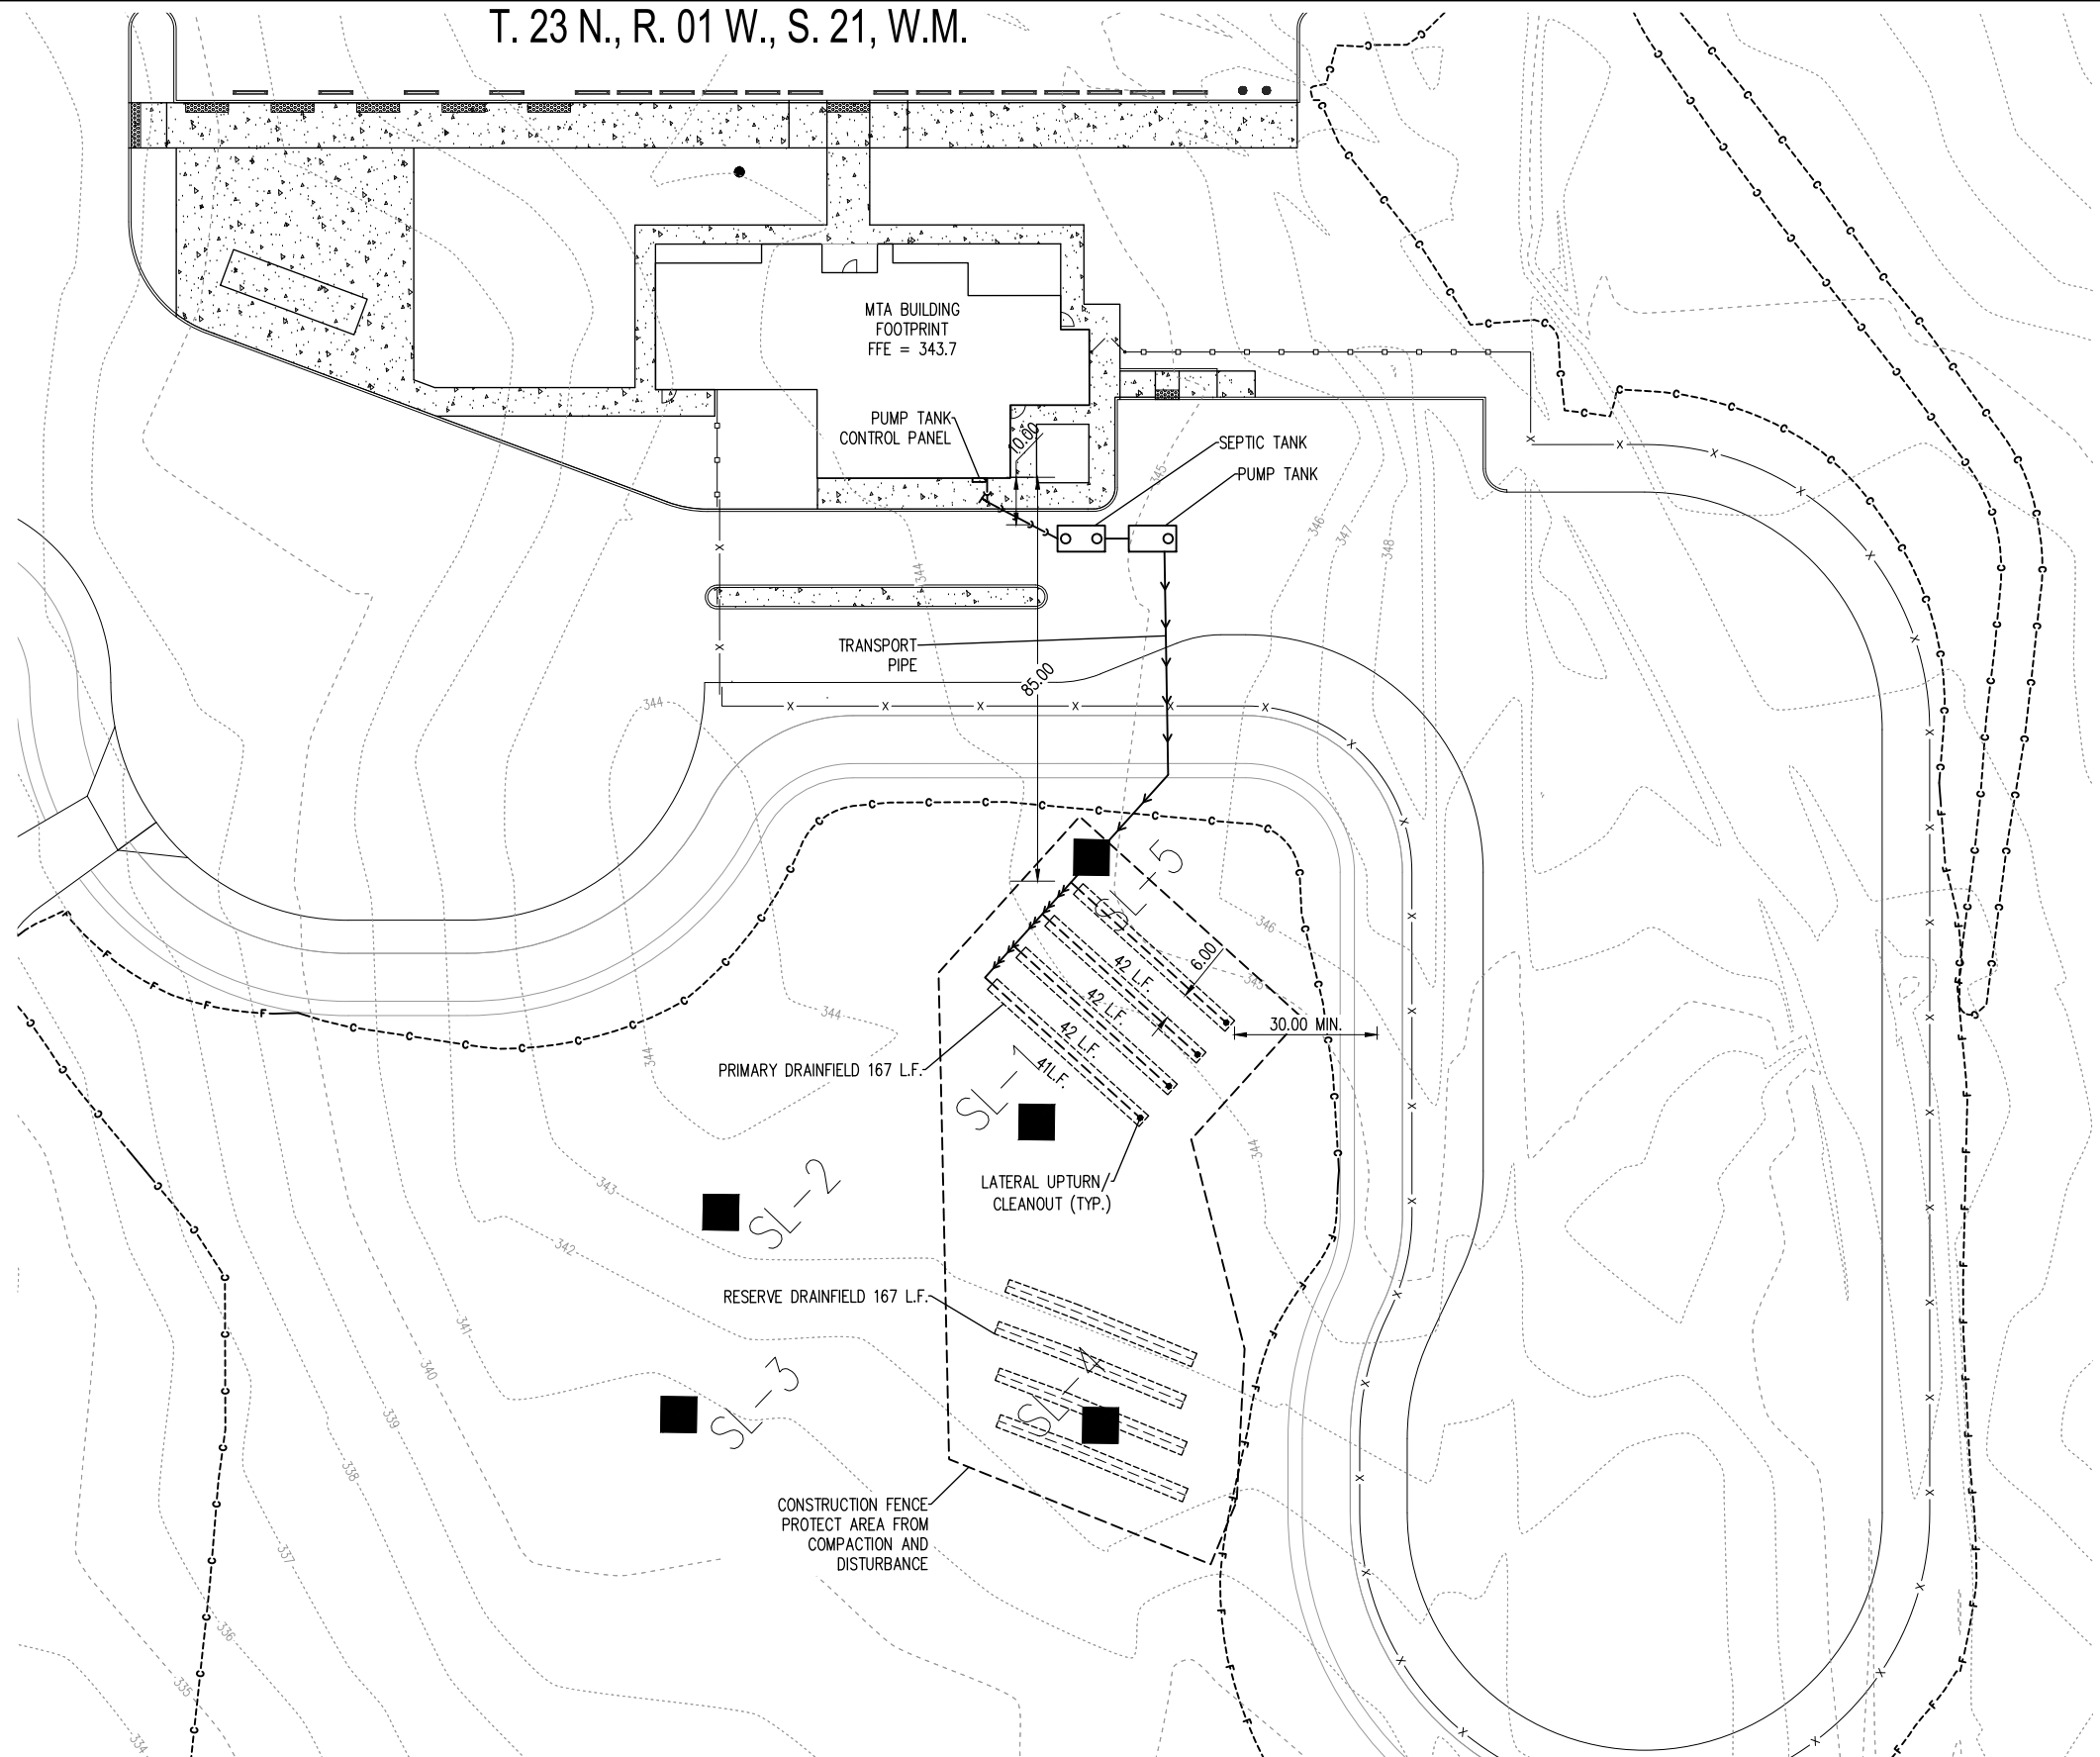 T. 23 N., R. 01 W., S. 21, W.M.
MTA BUILDING
FOOTPRINT
FFE = 343.7
PUMP TANK
CONTROL PANEL
10.00
SEPTIC TANK
PUMP TANK
345
346
347
348
344
TRANSPORT
PIPE
85.00
344
SL-5
346
345
6.00
42 L.F.
42 L.F.
42 L.F.
41L.F.
30.00 MIN.
344
344
PRIMARY DRAINFIELD 167 L.F.
SL-1
344
LATERAL UPTURN/
CLEANOUT (TYP.)
SL-2
343
342
RESERVE DRAINFIELD 167 L.F.
341
340
SL-3
SL-4
339
338
CONSTRUCTION FENCE
PROTECT AREA FROM
COMPACTION AND
DISTURBANCE
337
336
335
334